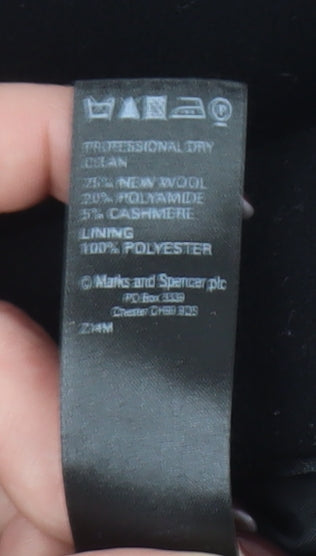 PROFESSIONAL DRY
CLEAN
75% NEW WOOL
20% POLYAMIDE
5% CASHMERE
LINING
100% POLYESTER
© Marks and Spencer plc
PO Box 3339
Chester CH99 9QS